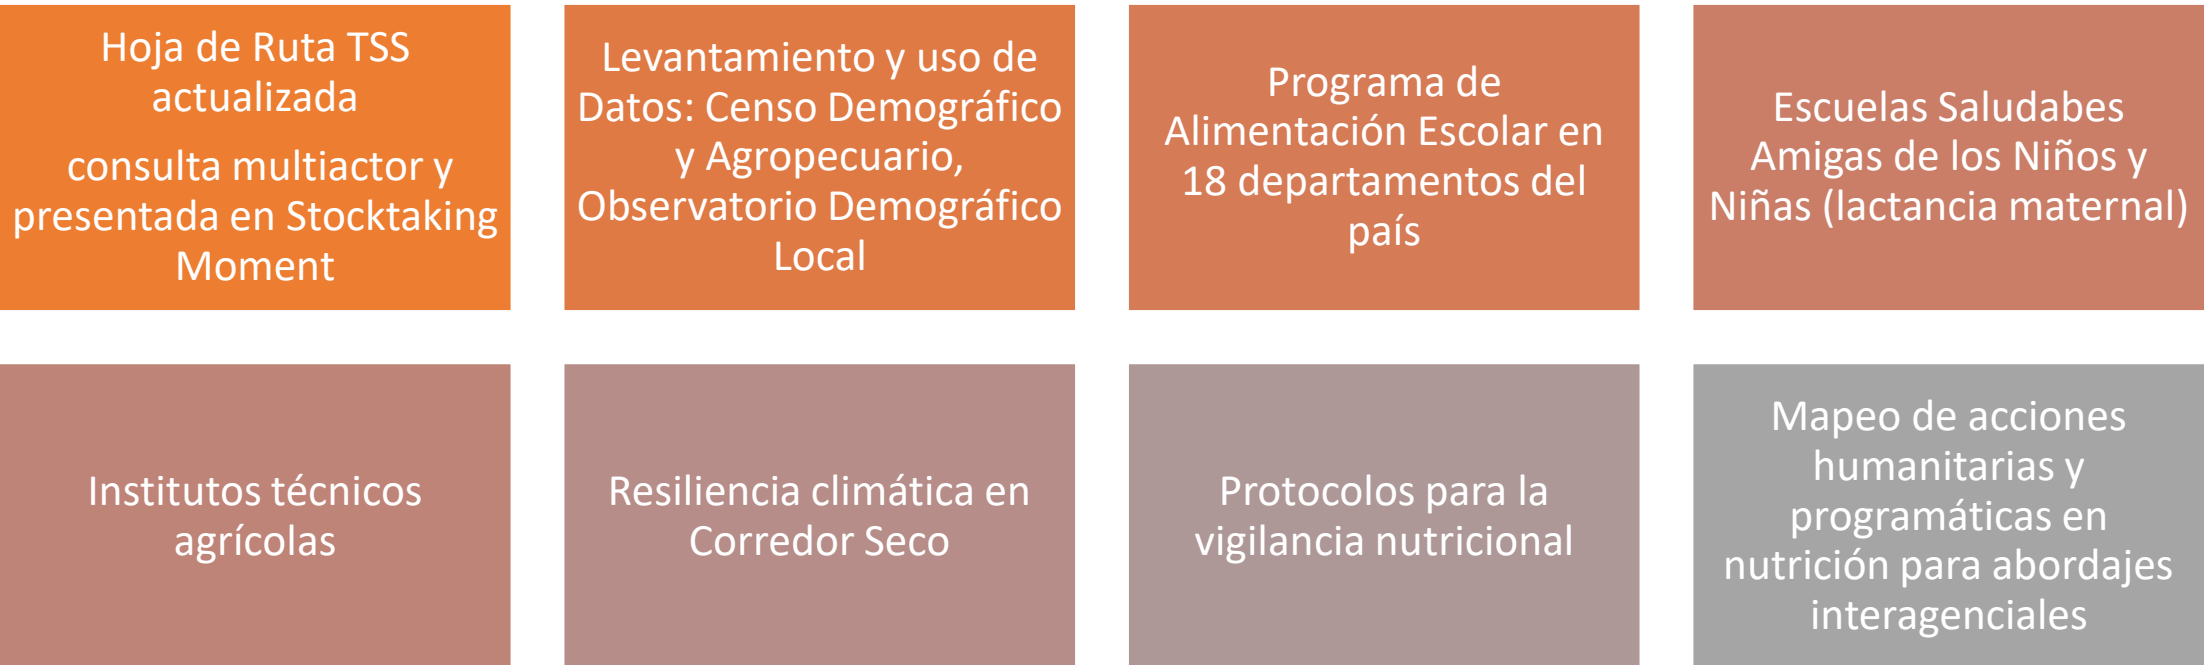 Hoja de Ruta TSS
actualizada
consulta multiactor y
presentada en Stocktaking
Moment
Levantamiento y uso de
Datos: Censo Demográfico
y Agropecuario,
Observatorio Demográfico
Local
Programa de
Alimentación Escolar en
18 departamentos del
país
Escuelas Saludabes
Amigas de los Niños y
Niñas (lactancia maternal)
Institutos técnicos
agrícolas
Resiliencia climática en
Corredor Seco
Protocolos para la
vigilancia nutricional
Mapeo de acciones
humanitarias y
programáticas en
nutrición para abordajes
interagenciales